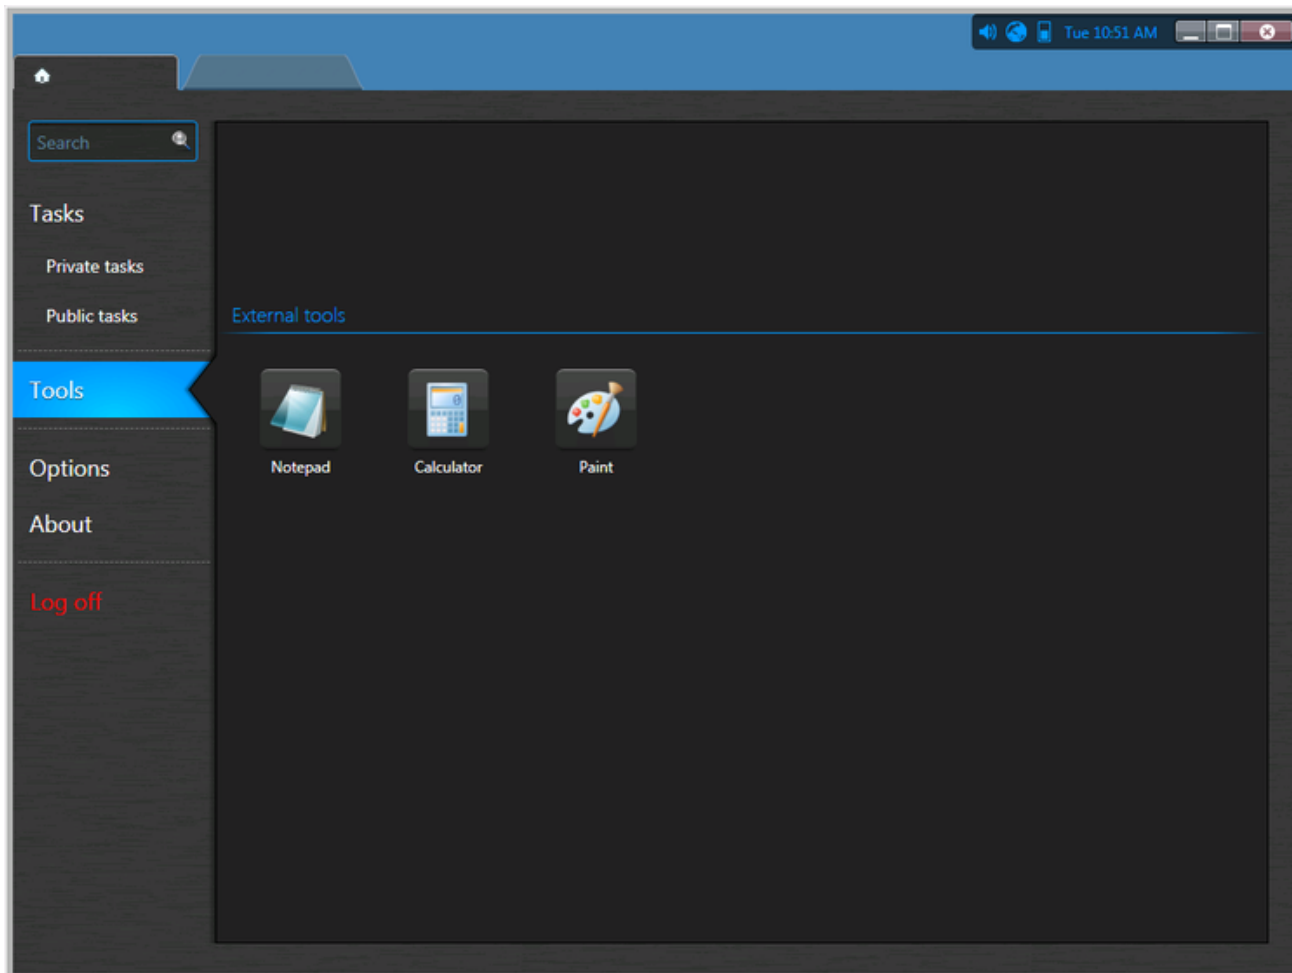 Tue 10:51 AM
Search
Tasks
Private tasks
Public tasks
External tools
Tools
Notepad
Calculator
Paint
Options
About
Log off